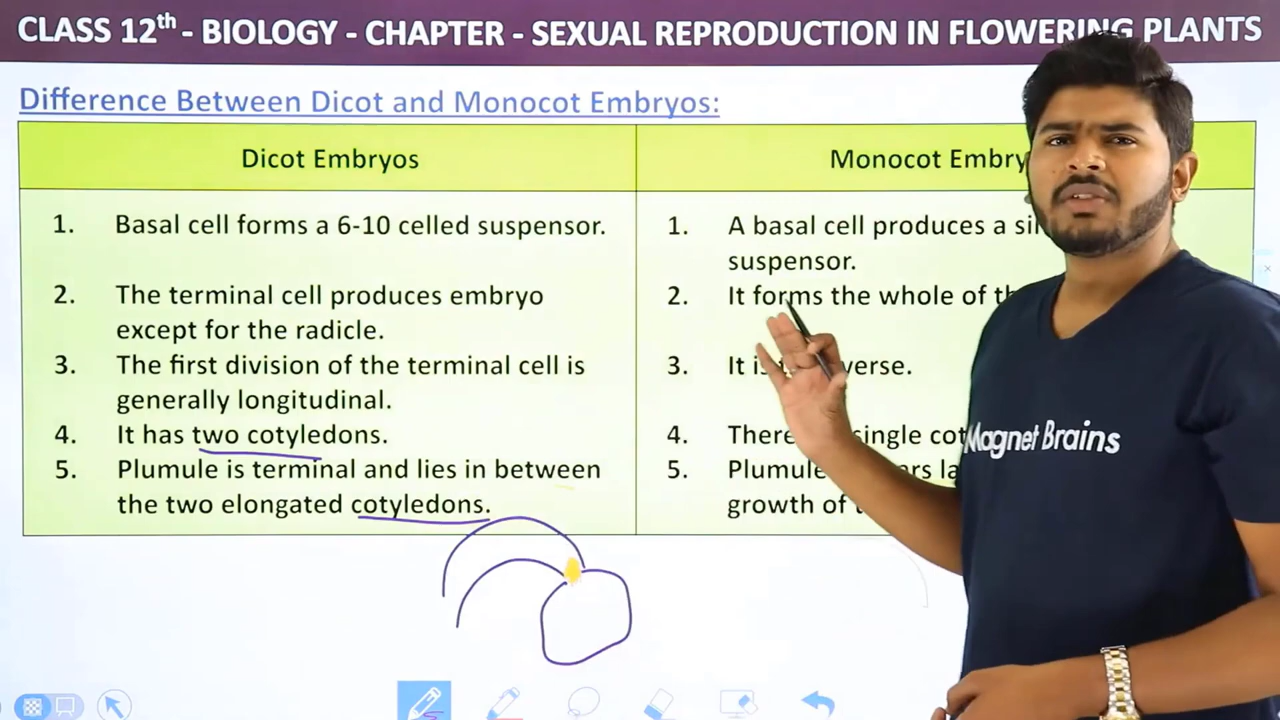 CLASS 12th - BIOLOGY - CHAPTER - SEXUAL REPRODUCTION IN FLOWERING PLANTS
Difference Between Dicot and Monocot Embryos:
Dicot Embryos
1. Basal cell forms a 6-10 celled suspensor.
2. The terminal cell produces embryo
except for the radicle.
3. The first division of the terminal cell is
generally longitudinal.
4. It has two cotyledons.
5. Plumule is terminal and lies in between
the two elongated cotyledons.
Monocot
1. A basal cell produces a
suspensor.
2. It forms the whole of
3. It
4. There single
5. Plumule
growth of
Magnet Brains